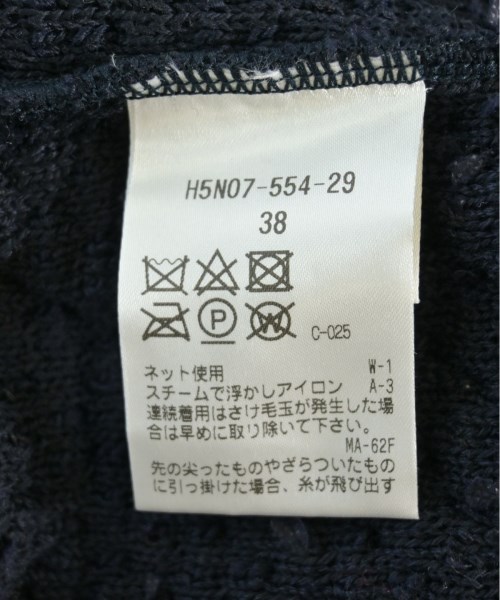 H5N07-554-29
38
P
W
C-025
ネット使用 W-1
スチームで浮かしアイロン A-3
連続着用はさけ毛玉が発生した場
合は早めに取り除いて下さい。
MA-62F
先の尖ったものやざらついたもの
に引っ掛けた場合、糸が飛び出す